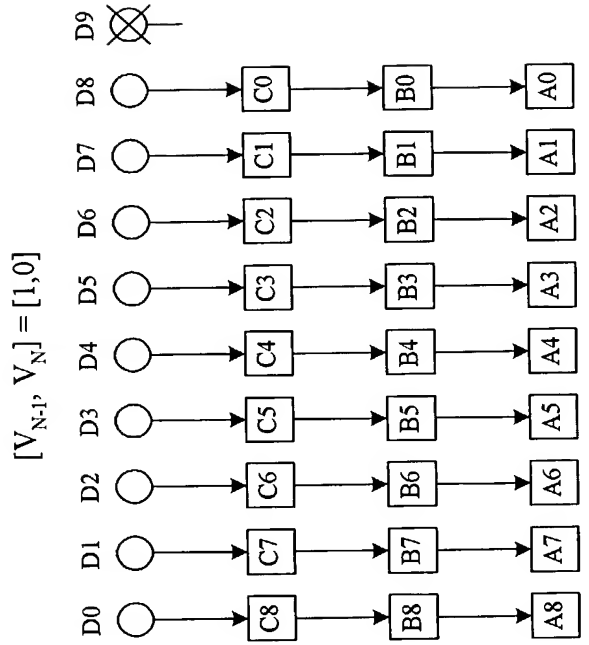 [V_{N-1}, V_N] = [1,0]
D0 D1 D2 D3 D4 D5 D6 D7 D8 D9
C8 C7 C6 C5 C4 C3 C2 C1 C0
B8 B7 B6 B5 B4 B3 B2 B1 B0
A8 A7 A6 A5 A4 A3 A2 A1 A0